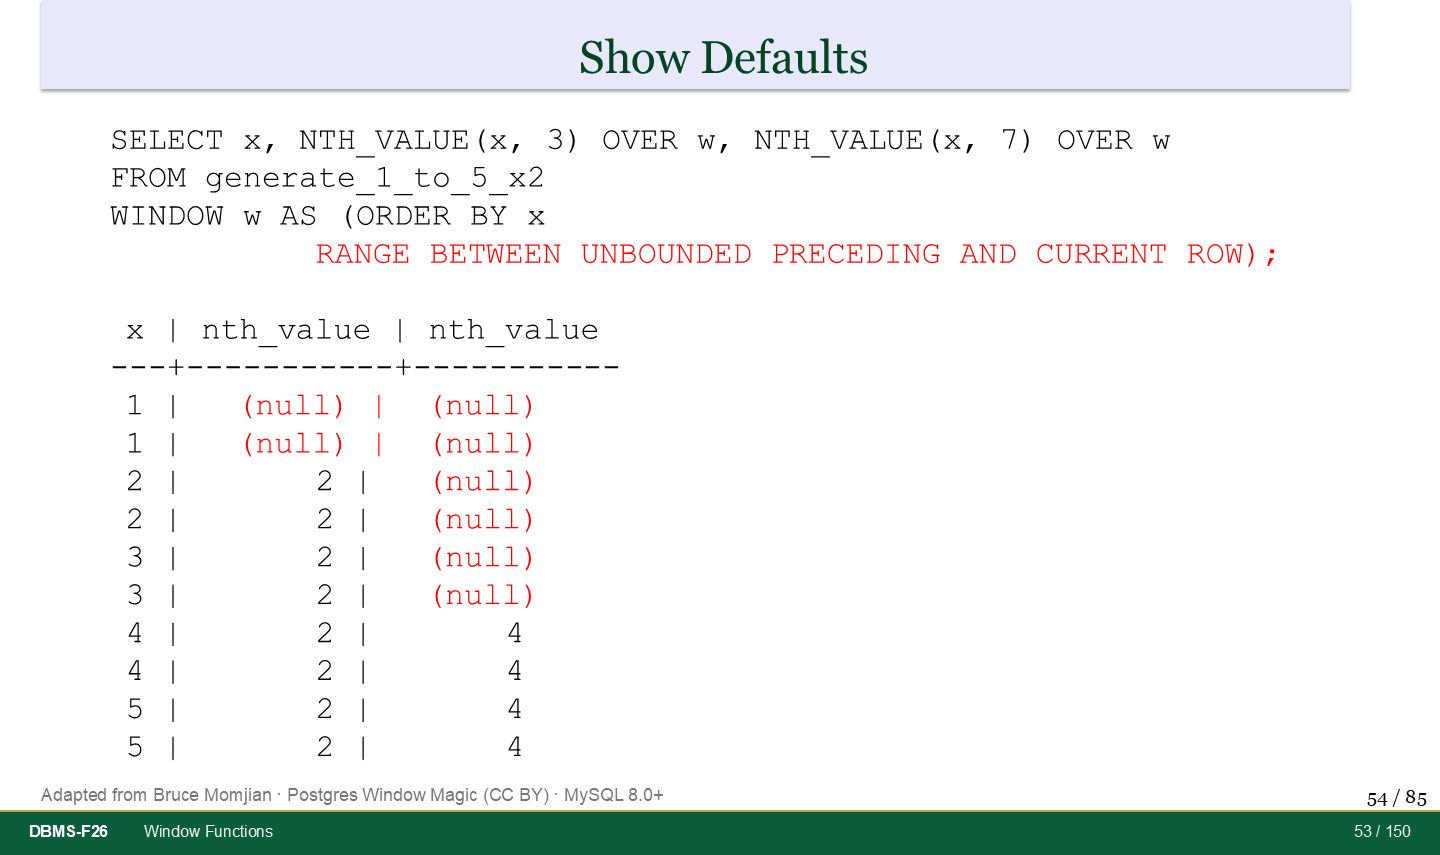 Show Defaults
SELECT x, NTH_VALUE(x, 3) OVER w, NTH_VALUE(x, 7) OVER w
FROM generate_1_to_5_x2
WINDOW w AS (ORDER BY x
RANGE BETWEEN UNBOUNDED PRECEDING AND CURRENT ROW);
x | nth_value | nth_value
---+-----------+-----------
1 | (null) | (null)
1 | (null) | (null)
2 | 2 | (null)
2 | 2 | (null)
3 | 2 | (null)
3 | 2 | (null)
4 | 2 | 4
4 | 2 | 4
5 | 2 | 4
5 | 2 | 4
Adapted from Bruce Momjian · Postgres Window Magic (CC BY) · MySQL 8.0+
54 / 85
DBMS-F26 Window Functions 53 / 150